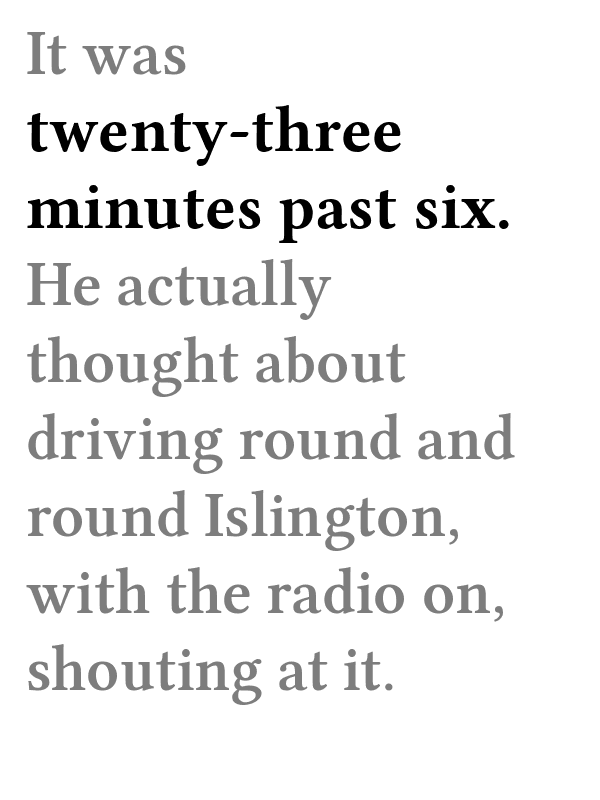 It was
twenty-three
minutes past six.
He actually
thought about
driving round and
round Islington,
with the radio on,
shouting at it.